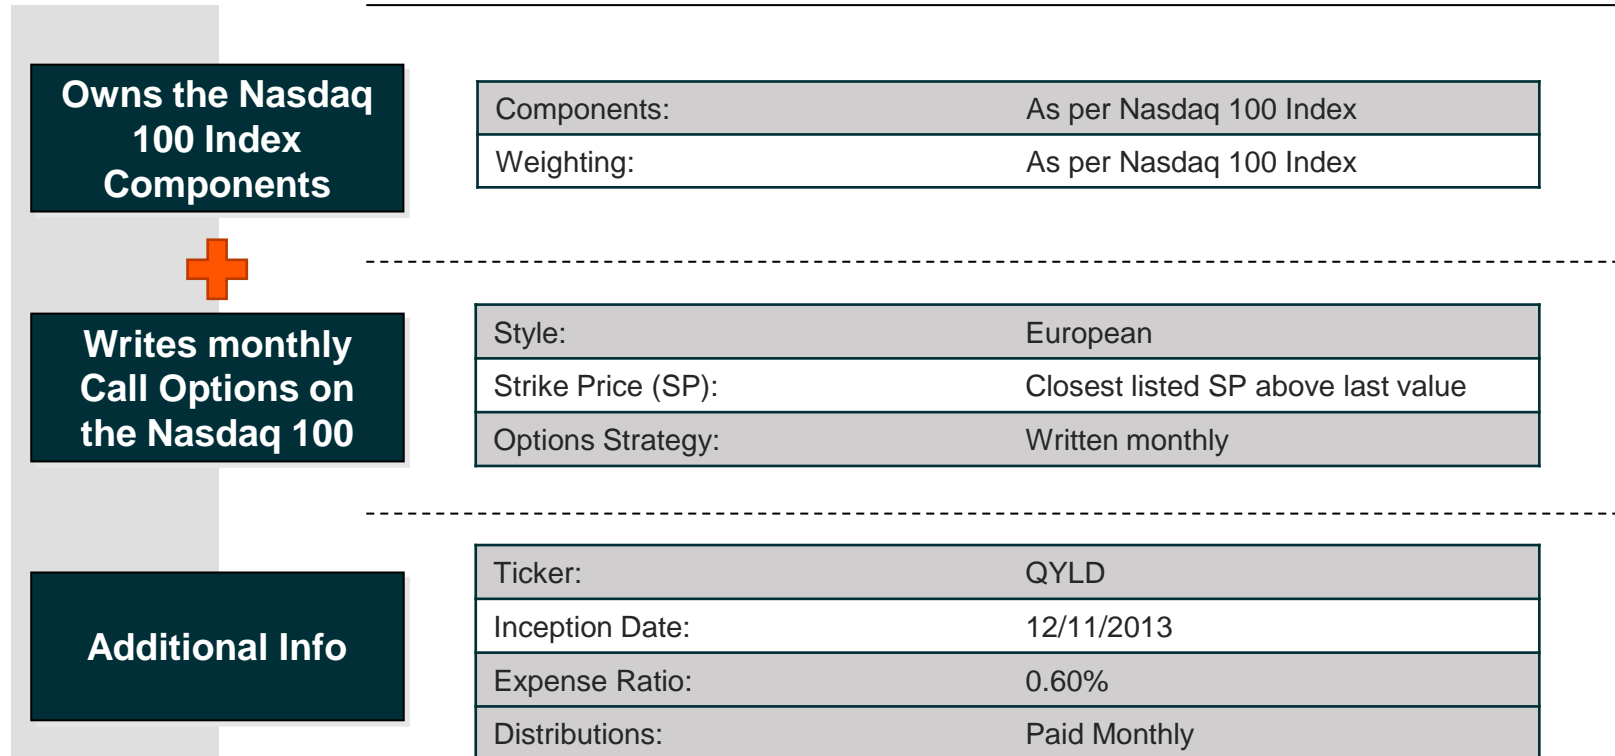 Owns the Nasdaq
100 Index
Components
Components: As per Nasdaq 100 Index
Weighting: As per Nasdaq 100 Index
Writes monthly
Call Options on
the Nasdaq 100
Style: European
Strike Price (SP): Closest listed SP above last value
Options Strategy: Written monthly
Additional Info
Ticker: QYLD
Inception Date: 12/11/2013
Expense Ratio: 0.60%
Distributions: Paid Monthly